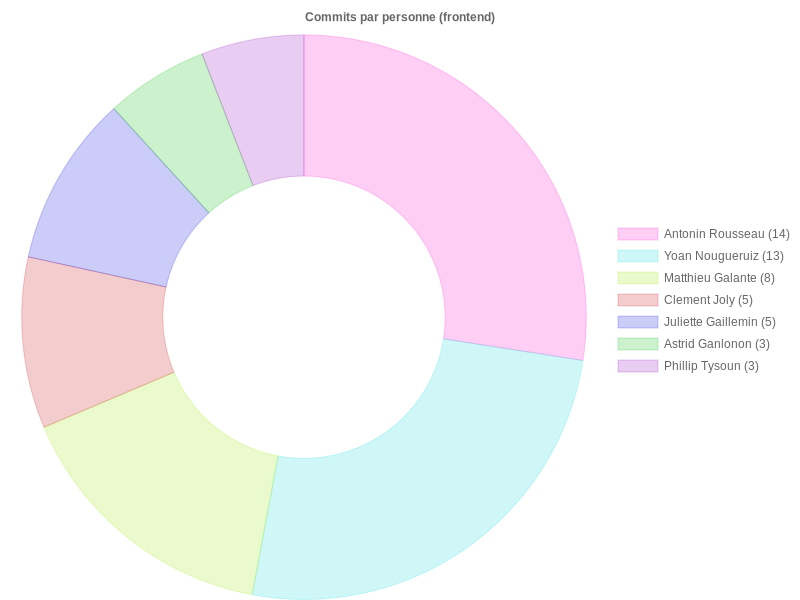 Commits par personne (frontend)
Antonin Rousseau (14)
Yoan Nougueruiz (13)
Matthieu Galante (8)
Clement Joly (5)
Juliette Gaillemin (5)
Astrid Ganlonon (3)
Phillip Tysoun (3)